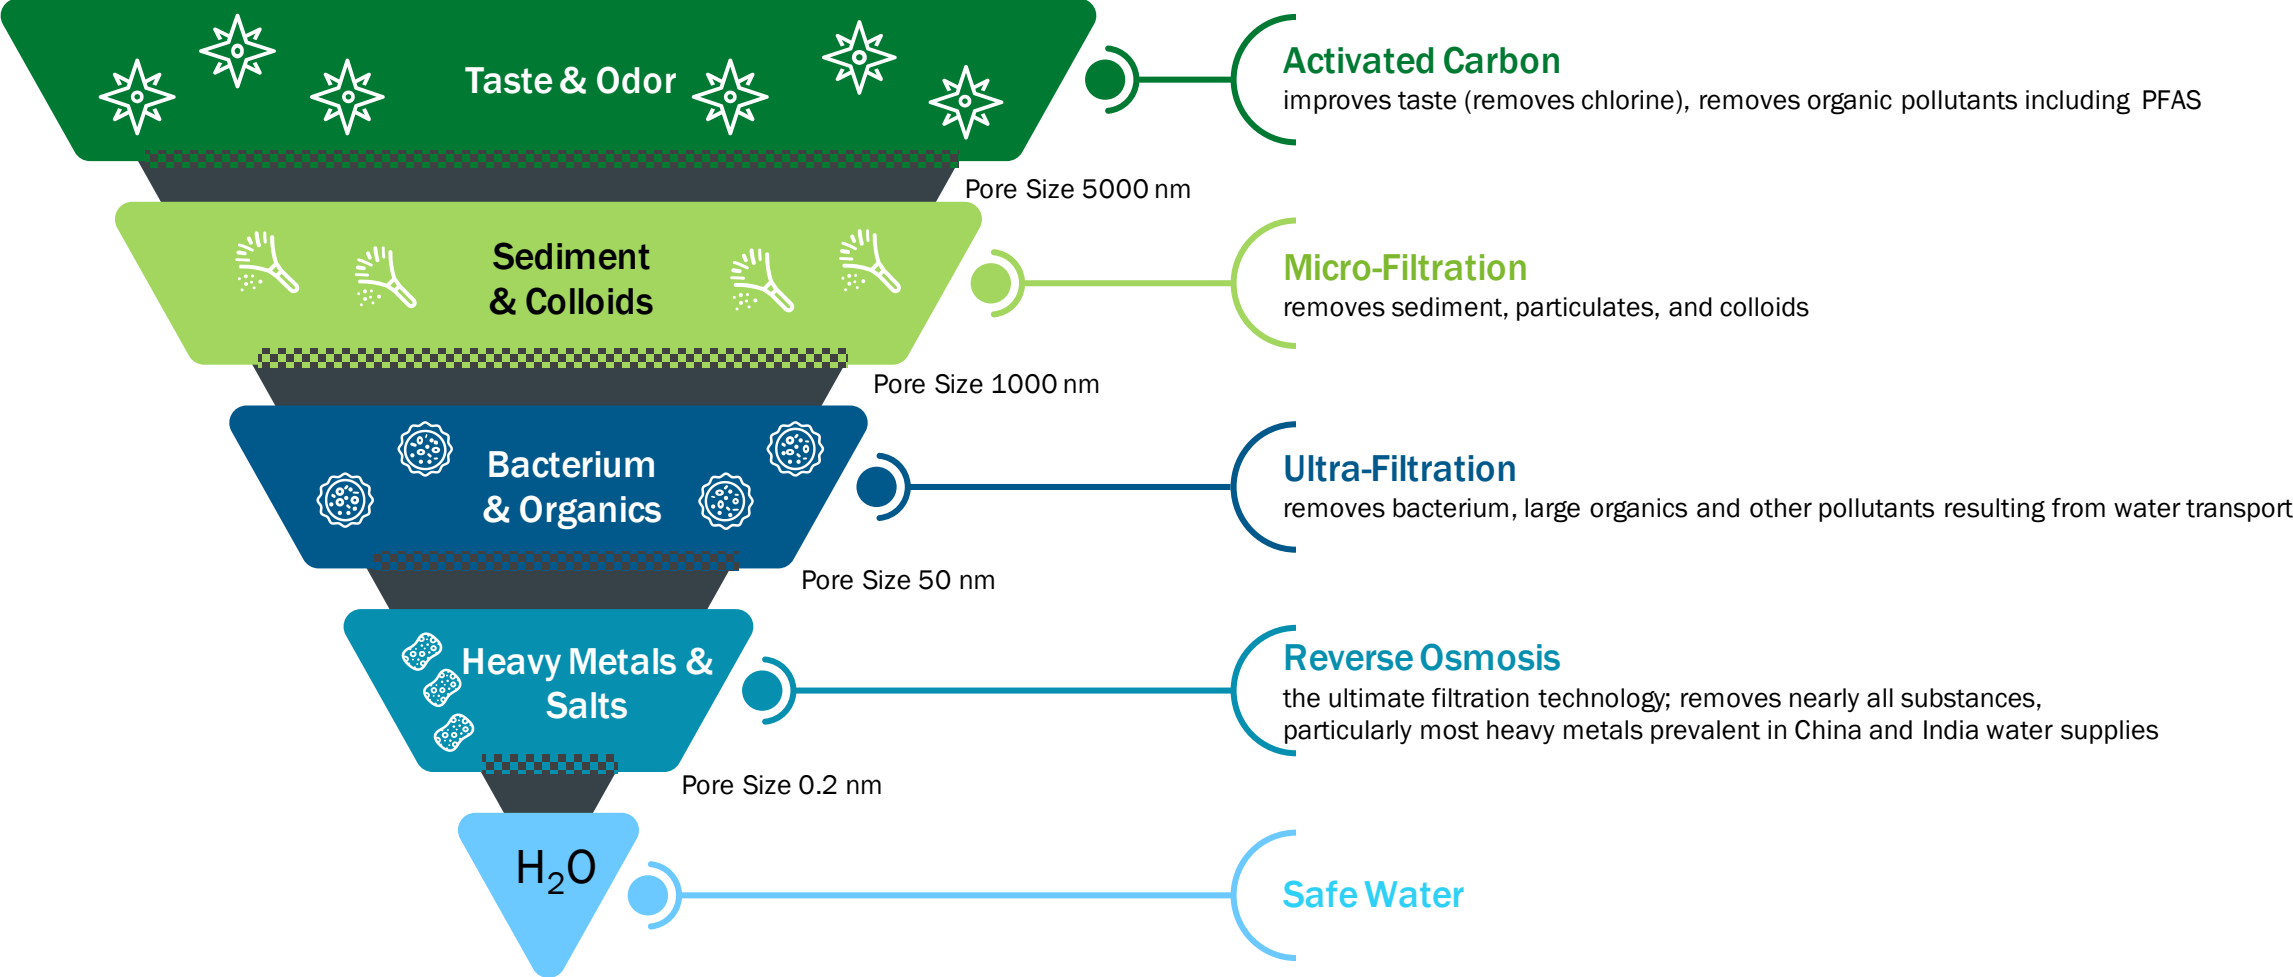 Taste & Odor
Activated Carbon
improves taste (removes chlorine), removes organic pollutants including PFAS
Pore Size 5000 nm
Sediment
& Colloids
Micro-Filtration
removes sediment, particulates, and colloids
Pore Size 1000 nm
Bacterium
& Organics
Ultra-Filtration
removes bacterium, large organics and other pollutants resulting from water transport
Pore Size 50 nm
Heavy Metals &
Salts
Reverse Osmosis
the ultimate filtration technology; removes nearly all substances,
particularly most heavy metals prevalent in China and India water supplies
Pore Size 0.2 nm
H₂O
Safe Water